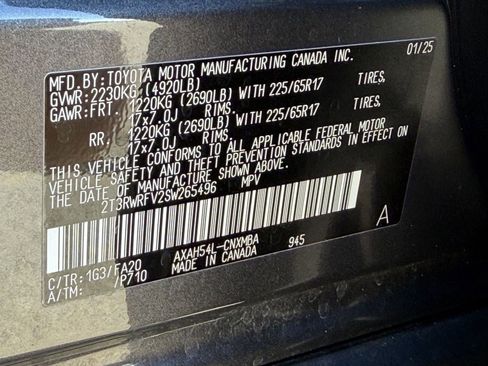 MFD.BY:TOYOTA MOTOR MANUFACTURING CANADA INC. 01/25
GVWR:2230KG(4920LB)
GAWR:FRT. 1220KG(2690LB)WITH 225/65R17 TIRES,
17x7.0J RIMS.
RR. 1220KG(2690LB)WITH 225/65R17 TIRES,
17x7.0J RIMS.
THIS VEHICLE CONFORMS TO ALL APPLICABLE FEDERAL MOTOR
VEHICLE SAFETY AND THEFT PREVENTION STANDARDS IN EFFECT ON
THE DATE OF MANUFACTURE SHOWN ABOVE.
2T3RWRFV2SW265496 MPV
A
C/TR:1G3/FA20 AXAH54L-CNXMBA 945
A/TM: /P710 MADE IN CANADA